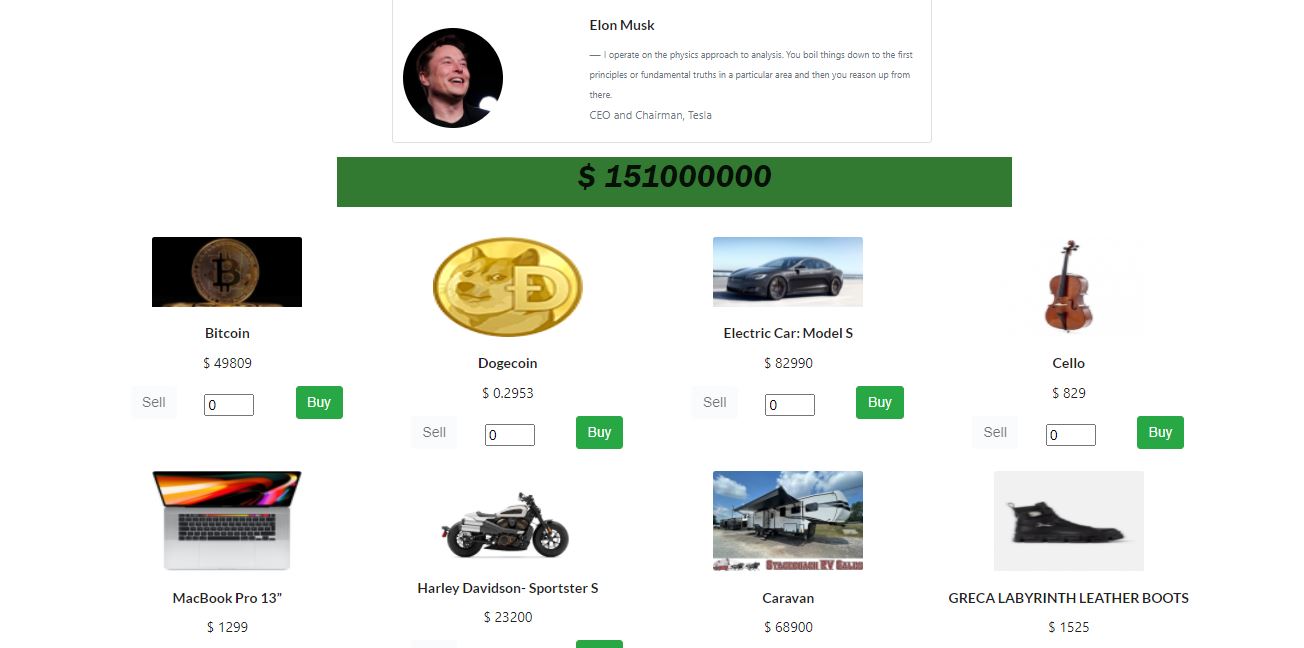 Elon Musk
— I operate on the physics approach to analysis. You boil things down to the first
principles or fundamental truths in a particular area and then you reason up from
there.
CEO and Chairman, Tesla
$ 151000000
Bitcoin
$ 49809
Sell 0 Buy
Dogecoin
$ 0.2953
Sell 0 Buy
Electric Car: Model S
$ 82990
Sell 0 Buy
Cello
$ 829
Sell 0 Buy
MacBook Pro 13”
$ 1299
Harley Davidson- Sportster S
$ 23200
STAGECOACH RV SALES
Caravan
$ 68900
GRECA LABYRINTH LEATHER BOOTS
$ 1525